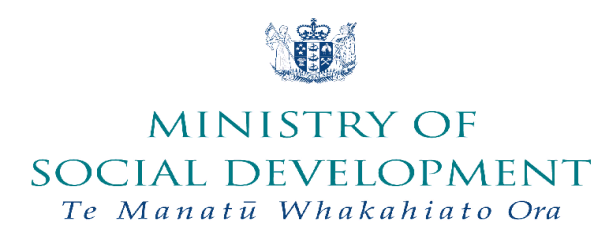 MINISTRY OF
SOCIAL DEVELOPMENT
Te Manatū Whakahiato Ora